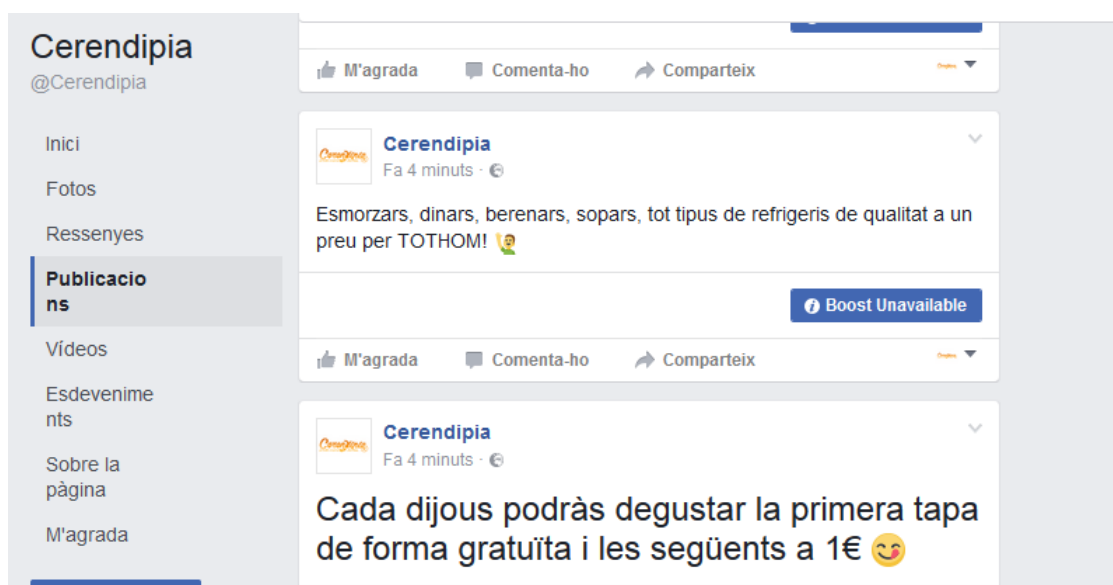 Cerendipia
@Cerendipia
Inici
Fotos
Ressenyes
Publicacio
ns
Vídeos
Esdevenime
nts
Sobre la
pàgina
M'agrada
M'agrada Comenta-ho Comparteix
Cerendipia
Fa 4 minuts ·
Esmorzars, dinars, berenars, sopars, tot tipus de refrigeris de qualitat a un
preu per TOTHOM!
Boost Unavailable
M'agrada Comenta-ho Comparteix
Cerendipia
Fa 4 minuts ·
Cada dijous podràs degustar la primera tapa
de forma gratuïta i les següents a 1€